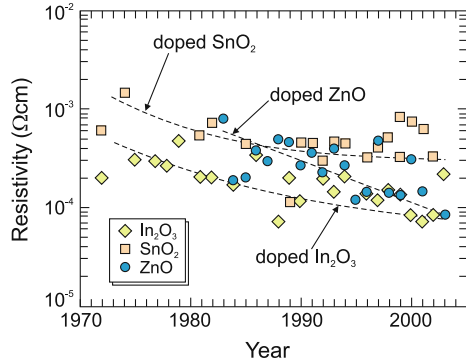 10⁻²
10⁻³
10⁻⁴
10⁻⁵
Resistivity (Ωcm)
doped SnO₂
doped ZnO
doped In₂O₃
In₂O₃
SnO₂
ZnO
1970 1980 1990 2000
Year